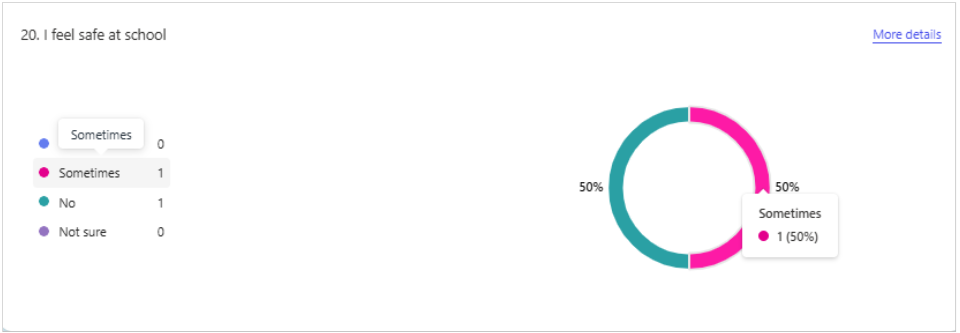 20. I feel safe at school
More details
Sometimes
0
Sometimes 1
No 1
Not sure 0
50%
50%
Sometimes
1 (50%)